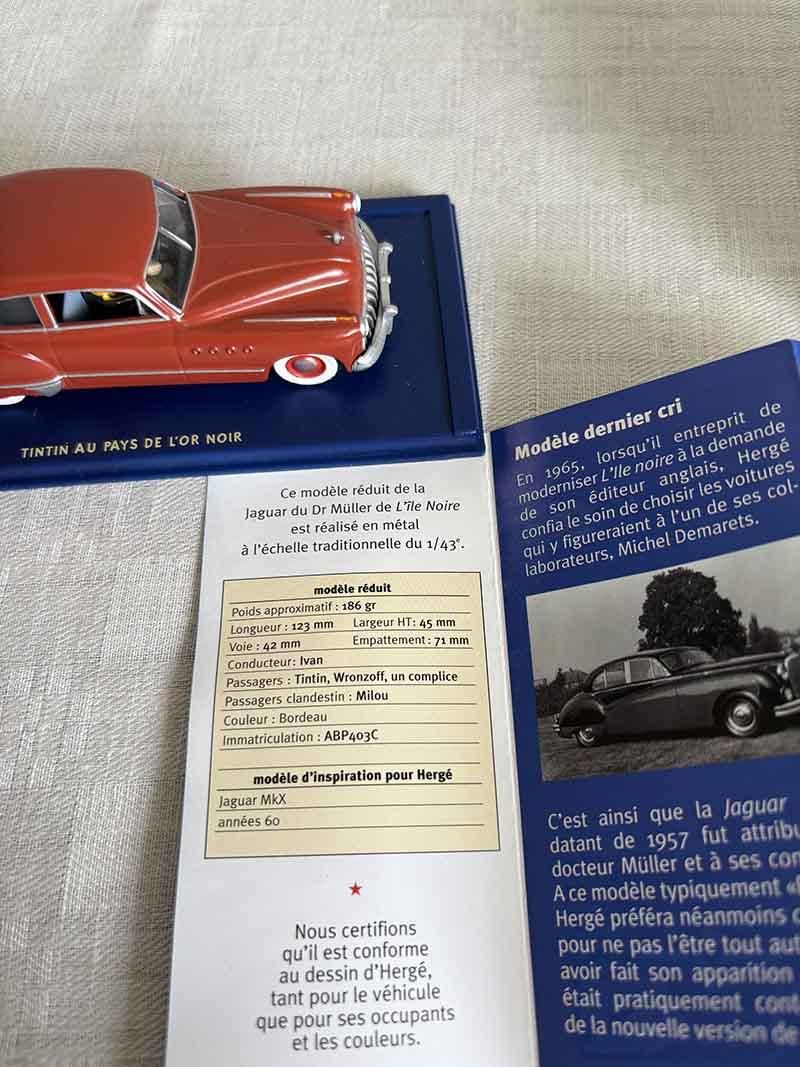 TINTIN AU PAYS DE L'OR NOIR
Ce modèle réduit de la
Jaguar du Dr Müller de L'île Noire
est réalisé en métal
à l'échelle traditionnelle du 1/43e.
modèle réduit
Poids approximatif : 186 gr
Longueur : 123 mm Largeur HT: 45 mm
Voie : 42 mm Empattement : 71 mm
Conducteur: Ivan
Passagers : Tintin, Wronzoff, un complice
Passagers clandestin : Milou
Couleur : Bordeau
Immatriculation : ABP403C
modèle d'inspiration pour Hergé
Jaguar MkX
années 60
Nous certifions
qu'il est conforme
au dessin d'Hergé,
tant pour le véhicule
que pour ses occupants
et les couleurs.
Modèle dernier cri
En 1965, lorsqu'il entreprit de
moderniser L'Ile noire à la demande
de son éditeur anglais, Hergé
confia le soin de choisir les voitures
qui y figureraient à l'un de ses col-
laborateurs, Michel Demarets.
C'est ainsi que la Jaguar
datant de 1957 fut
docteur Müller et à ses
A ce modèle typiquement
Hergé préféra néanmoins
pour ne pas l'être tout
avoir fait son apparition
était pratiquement
de la nouvelle version de